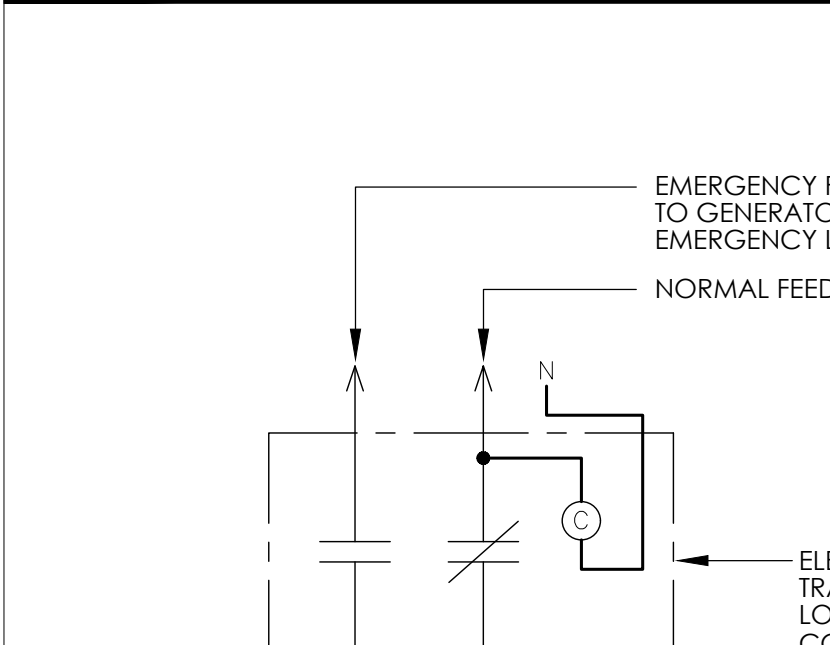 EMERGENCY F
TO GENERATO
EMERGENCY L
NORMAL FEED
N
C
ELE
TRA
LO
CO